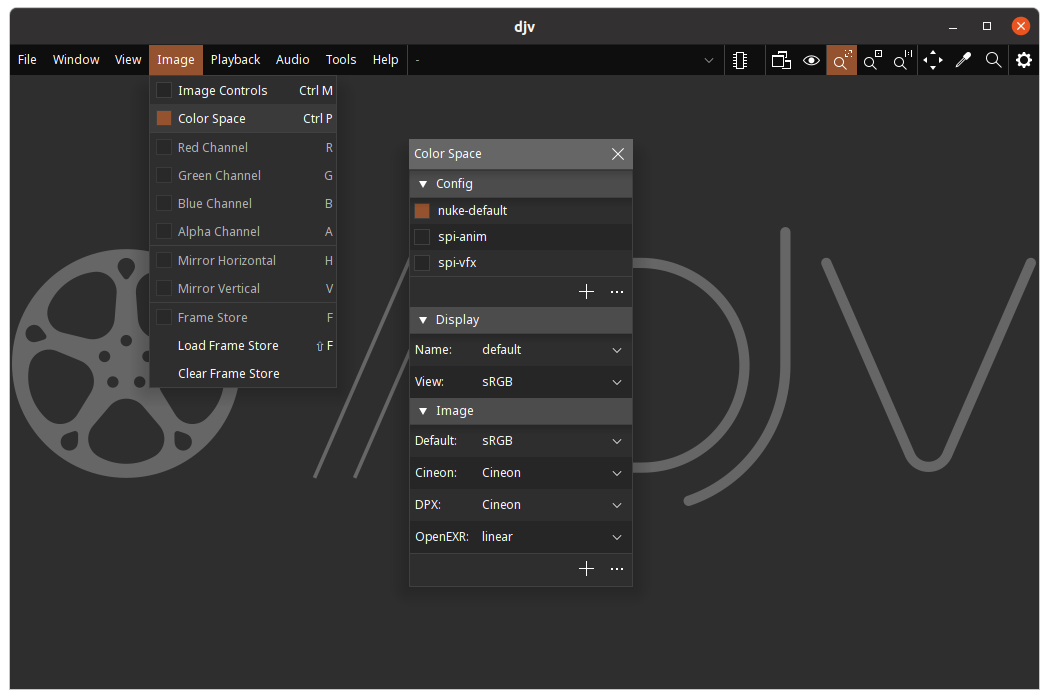 djv
File Window View Image Playback Audio Tools Help -
Image Controls Ctrl M
Color Space Ctrl P
Red Channel R
Green Channel G
Blue Channel B
Alpha Channel A
Mirror Horizontal H
Mirror Vertical V
Frame Store F
Load Frame Store ⇧ F
Clear Frame Store
Color Space
Config
nuke-default
spi-anim
spi-vfx
Display
Name: default
View: sRGB
Image
Default: sRGB
Cineon: Cineon
DPX: Cineon
OpenEXR: linear
//DJV